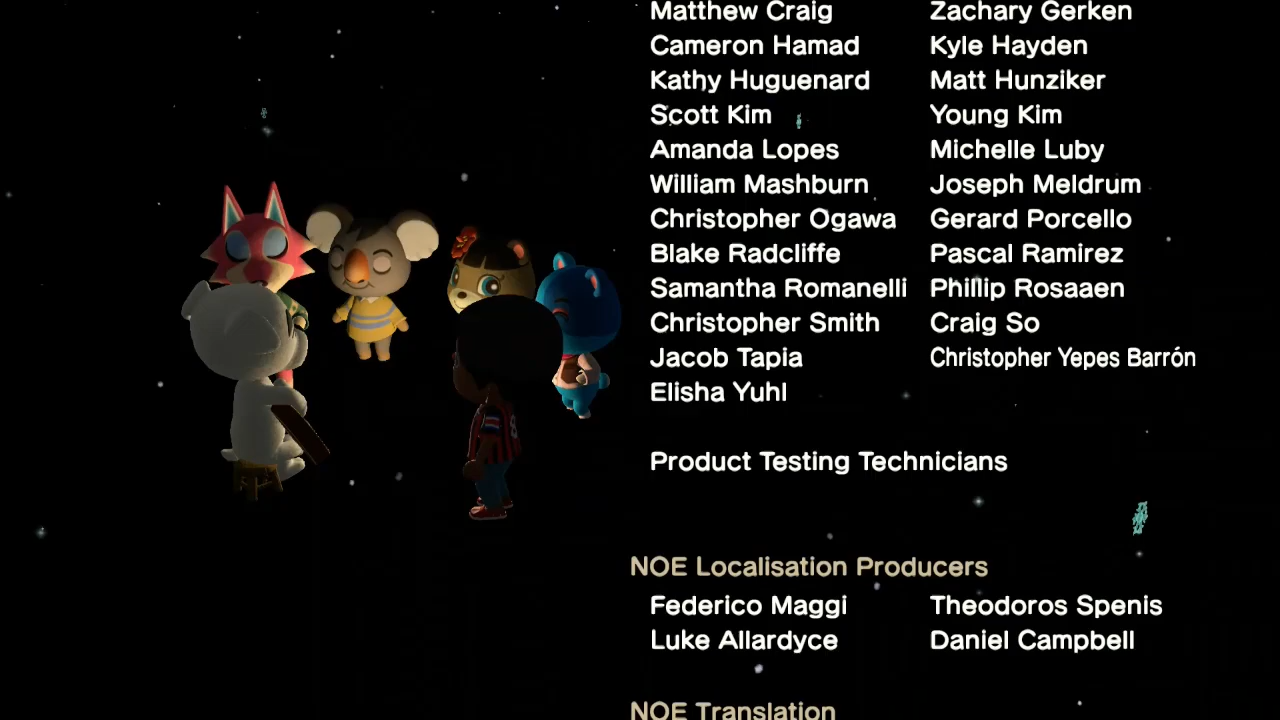 Matthew Craig Zachary Gerken
Cameron Hamad Kyle Hayden
Kathy Huguenard Matt Hunziker
Scott Kim Young Kim
Amanda Lopes Michelle Luby
William Mashburn Joseph Meldrum
Christopher Ogawa Gerard Porcello
Blake Radcliffe Pascal Ramirez
Samantha Romanelli Phillip Rosaaen
Christopher Smith Craig So
Jacob Tapia Christopher Yepes Barrón
Elisha Yuhl
Product Testing Technicians
NOE Localisation Producers
Federico Maggi Theodoros Spenis
Luke Allardyce Daniel Campbell
NOE Translation